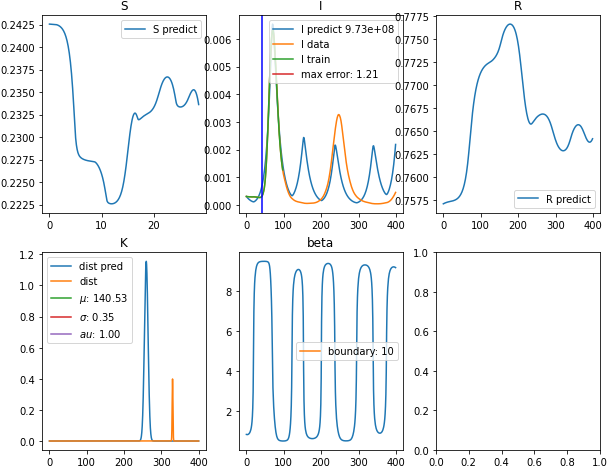 S
0.2425
0.2400
0.2375
0.2350
0.2325
0.2300
0.2275
0.2250
0.2225
0 10 20
S predict
I
0.006
0.005
0.004
0.003
0.002
0.001
0.000
0 100 200 300 400
I predict 9.73e+08
I data
I train
max error: 1.21
R
0.7775
0.7750
0.7725
0.7700
0.7675
0.7650
0.7625
0.7600
0.7575
0 100 200 300 400
R predict
K
1.2
1.0
0.8
0.6
0.4
0.2
0.0
0 100 200 300 400
dist pred
dist
μ: 140.53
σ: 0.35
au: 1.00
beta
8
6
4
2
0 100 200 300 400
boundary: 10
1.0
0.8
0.6
0.4
0.2
0.0
0.0 0.2 0.4 0.6 0.8 1.0